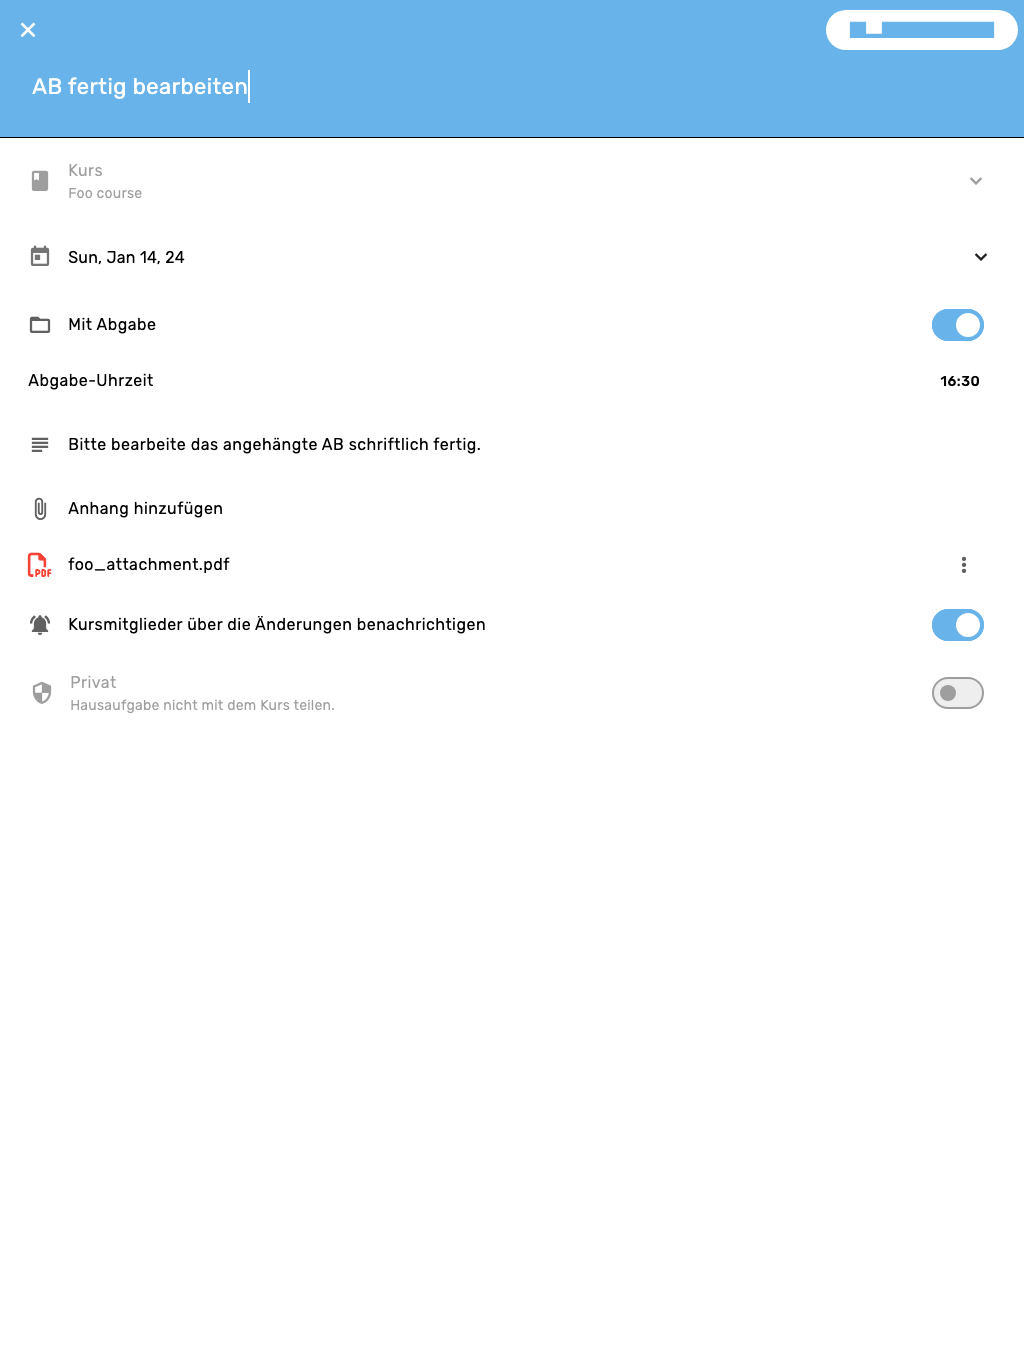 AB fertig bearbeiten
Kurs
Foo course
Sun, Jan 14, 24
Mit Abgabe
Abgabe-Uhrzeit
16:30
Bitte bearbeite das angehängte AB schriftlich fertig.
Anhang hinzufügen
PDF
foo_attachment.pdf
Kursmitglieder über die Änderungen benachrichtigen
Privat
Hausaufgabe nicht mit dem Kurs teilen.